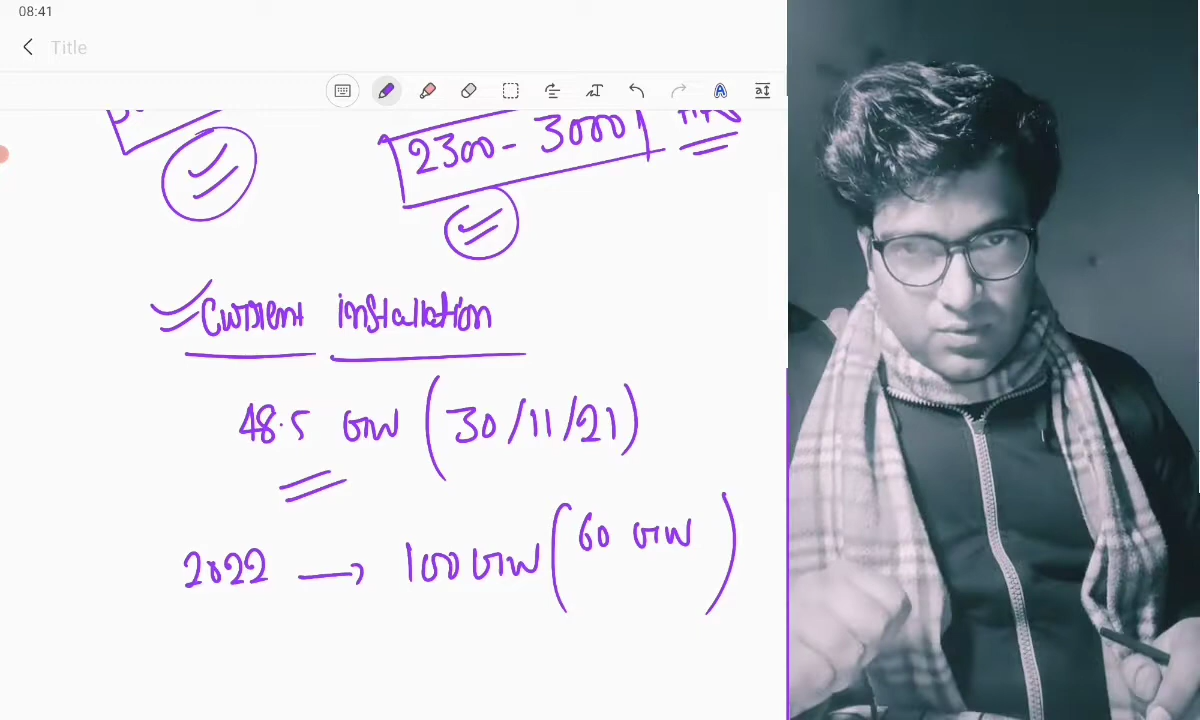 08:41
Title
2300 - 3000
Current installation
48.5 GW (30/11/21)
2022 → 100 GW (60 GW)